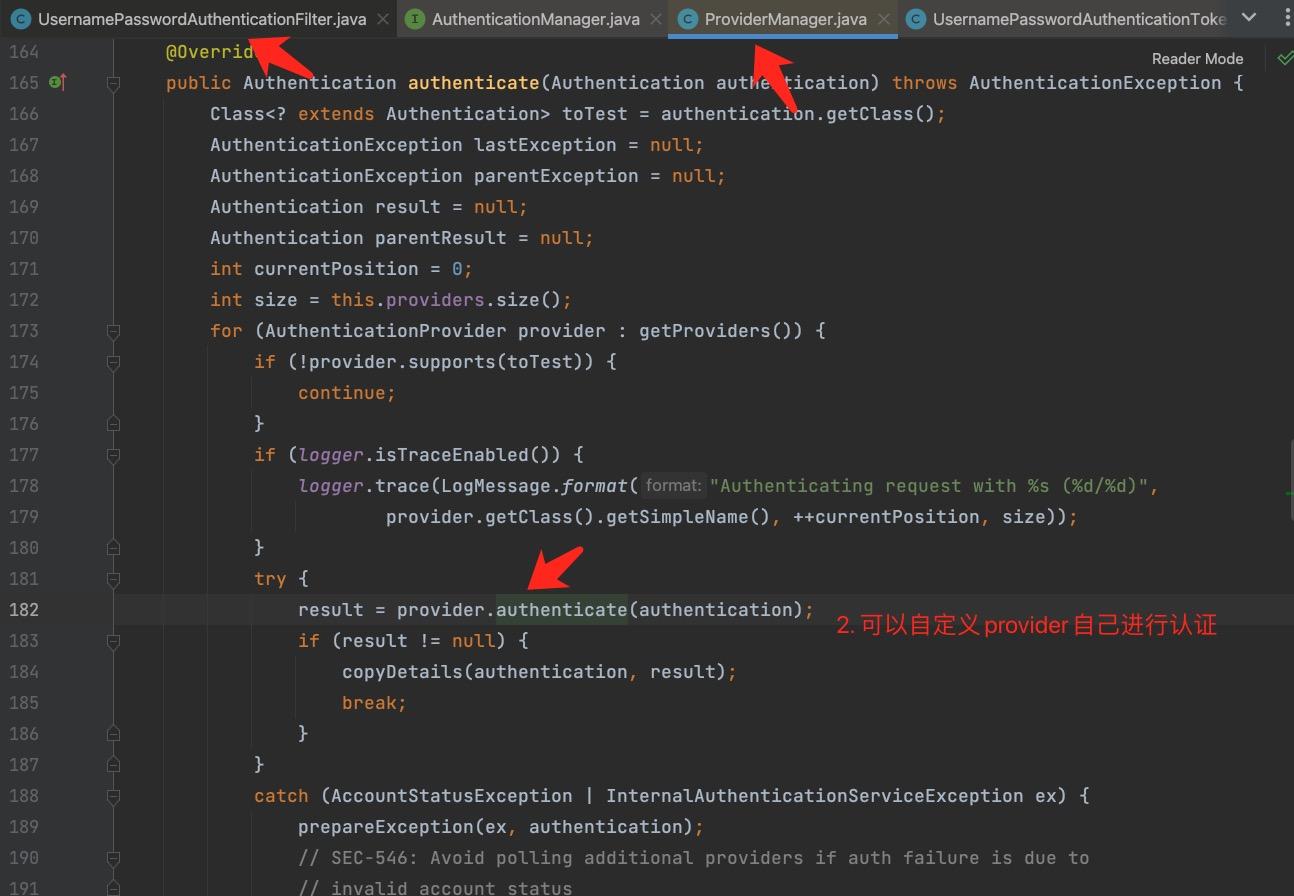 UsernamePasswordAuthenticationFilter.java
AuthenticationManager.java
ProviderManager.java
UsernamePasswordAuthenticationToke
Reader Mode
164 @Overrid
165 public Authentication authenticate(Authentication authentication) throws AuthenticationException {
166 Class<? extends Authentication> toTest = authentication.getClass();
167 AuthenticationException lastException = null;
168 AuthenticationException parentException = null;
169 Authentication result = null;
170 Authentication parentResult = null;
171 int currentPosition = 0;
172 int size = this.providers.size();
173 for (AuthenticationProvider provider : getProviders()) {
174 if (!provider.supports(toTest)) {
175 continue;
176 }
177 if (logger.isTraceEnabled()) {
178 logger.trace(LogMessage.format( format: "Authenticating request with %s (%d/%d)",
179 provider.getClass().getSimpleName(), ++currentPosition, size));
180 }
181 try {
182 result = provider.authenticate(authentication);
2. 可以自定义 provider 自己进行认证
183 if (result != null) {
184 copyDetails(authentication, result);
185 break;
186 }
187 }
188 catch (AccountStatusException | InternalAuthenticationServiceException ex) {
189 prepareException(ex, authentication);
190 // SEC-546: Avoid polling additional providers if auth failure is due to
191 // invalid account status